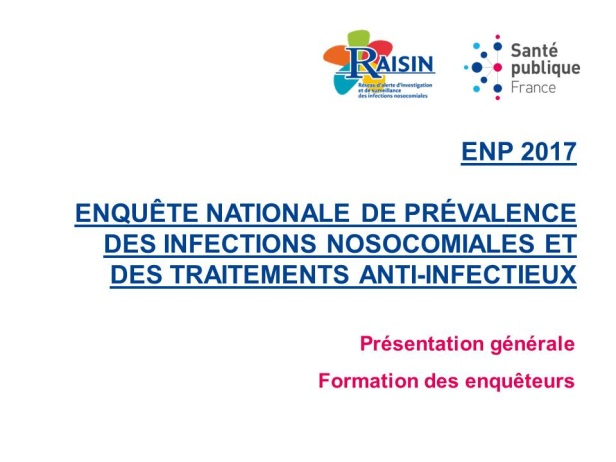 RAISIN
Réseau d'alerte d'investigation
et de surveillance
des infections nosocomiales
Santé
publique
France
ENP 2017
ENQUÊTE NATIONALE DE PRÉVALENCE
DES INFECTIONS NOSOCOMIALES ET
DES TRAITEMENTS ANTI-INFECTIEUX
Présentation générale
Formation des enquêteurs